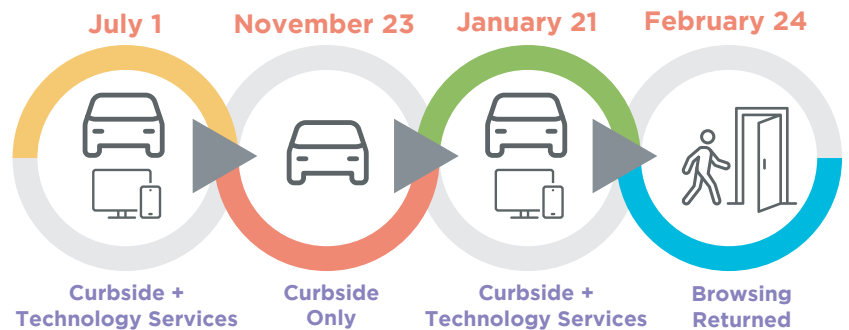 July 1
November 23
January 21
February 24
Curbside +
Technology Services
Curbside
Only
Curbside +
Technology Services
Browsing
Returned